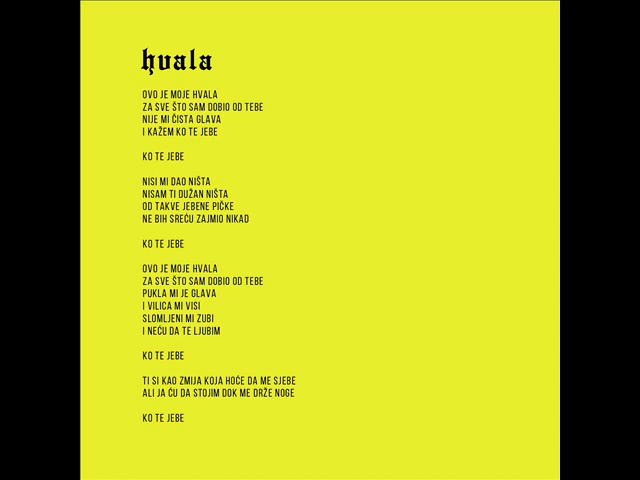 hvala
OVO JE MOJE HVALA
ZA SVE ŠTO SAM DOBIO OD TEBE
NIJE MI ČISTA GLAVA
I KAŽEM KO TE JEBE
KO TE JEBE
NISI MI DAO NIŠTA
NISAM TI DUŽAN NIŠTA
OD TAKVE JEBENE PIČKE
NE BIH SREĆU ZAJMIO NIKAD
KO TE JEBE
OVO JE MOJE HVALA
ZA SVE ŠTO SAM DOBIO OD TEBE
PUKLA MI JE GLAVA
I VILICA MI VISI
SLOMLJENI MI ZUBI
I NEĆU DA TE LJUBIM
KO TE JEBE
TI SI KAO ZMIJA KOJA HOĆE DA ME SJEBE
ALI JA ĆU DA STOJIM DOK ME DRŽE NOGE
KO TE JEBE